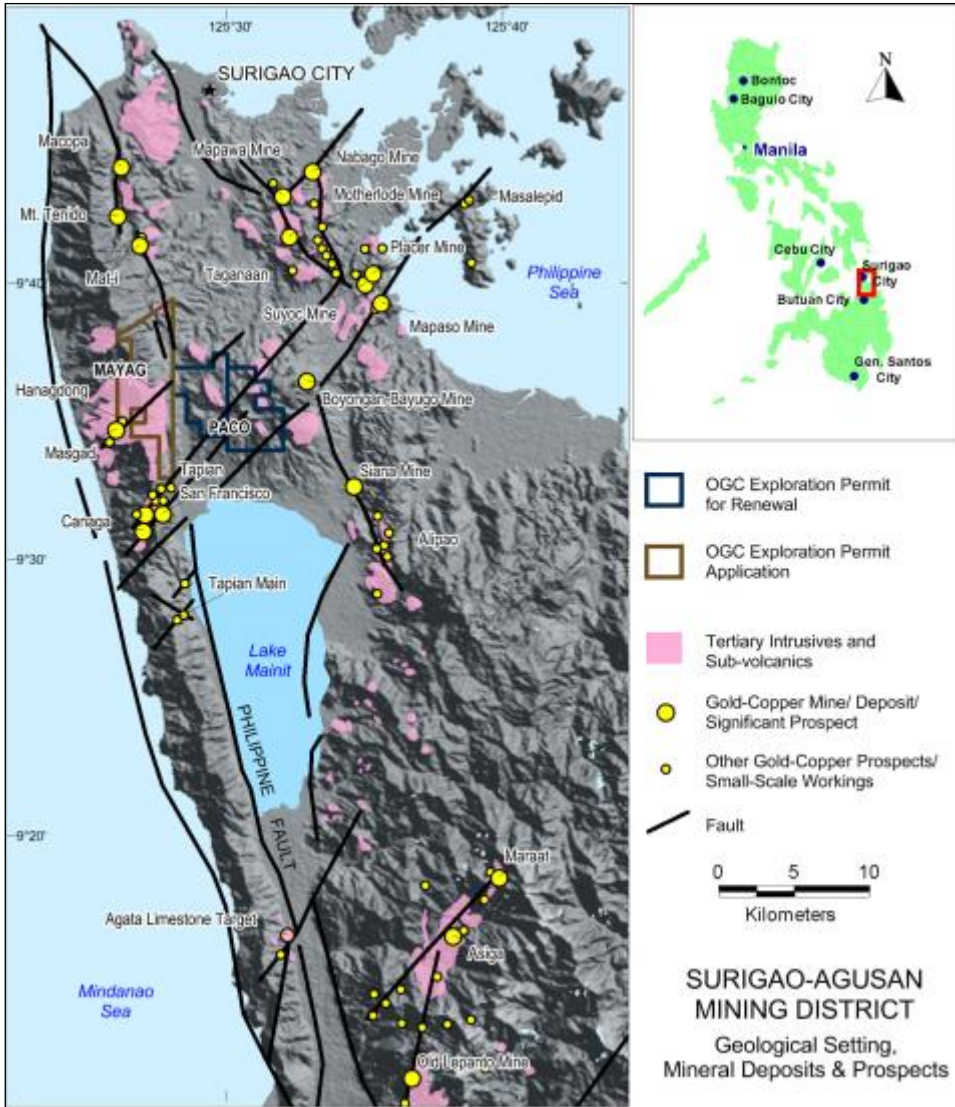 125°30'
125°40'
SURIGAO CITY
Macopa
Mapawa Mine
Nabago Mine
Motherlode Mine
Masalepid
Mt. Tenido
Placer Mine
Taganaan
Mat-I
Philippine
Sea
9°40'
9°40'
Suyoc Mine
Mapaso Mine
MAYAG
Hanagdong
Boyongan-Bayugo Mine
PACO
Masgad
Tapian
Siana Mine
San Francisco
Canaga
Alipao
9°30'
Tapian Main
Lake
Mainit
PHILIPPINE
FAULT
9°20'
Maraat
Agata Limestone Target
Asiga
Mindanao
Sea
Old Lepanto Mine
N
Bontoc
Baguio City
Manila
Cebu City
Surigao
City
Butuan City
Gen. Santos
City
OGC Exploration Permit
for Renewal
OGC Exploration Permit
Application
Tertiary Intrusives and
Sub-volcanics
Gold-Copper Mine/ Deposit/
Significant Prospect
Other Gold-Copper Prospects/
Small-Scale Workings
Fault
0 5 10
Kilometers
SURIGAO-AGUSAN
MINING DISTRICT
Geological Setting,
Mineral Deposits & Prospects